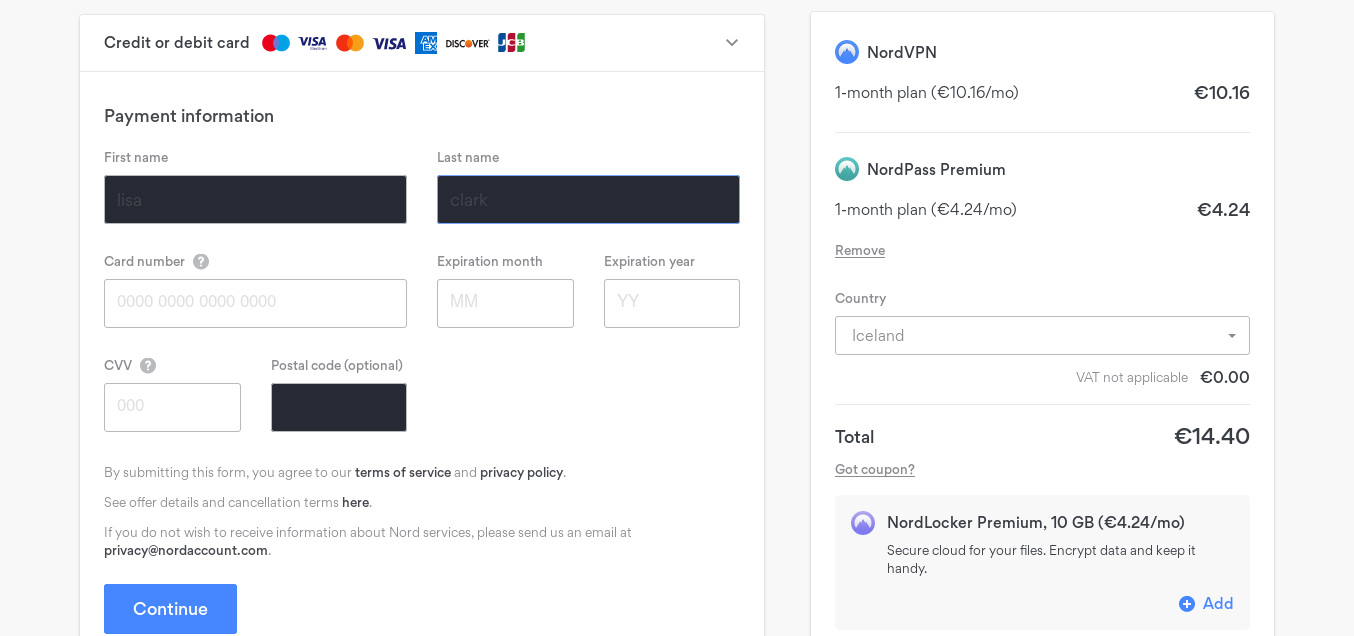 Credit or debit card VISA Electron VISA AM EX DISCOVER JCB
Payment information
First name Last name
lisa clark
Card number ? Expiration month Expiration year
0000 0000 0000 0000 MM YY
CVV ? Postal code (optional)
000
By submitting this form, you agree to our terms of service and privacy policy.
See offer details and cancellation terms here.
If you do not wish to receive information about Nord services, please send us an email at
privacy@nordaccount.com.
Continue
NordVPN
1-month plan (€10.16/mo) €10.16
NordPass Premium
1-month plan (€4.24/mo) €4.24
Remove
Country
Iceland
VAT not applicable €0.00
Total €14.40
Got coupon?
NordLocker Premium, 10 GB (€4.24/mo)
Secure cloud for your files. Encrypt data and keep it
handy.
Add